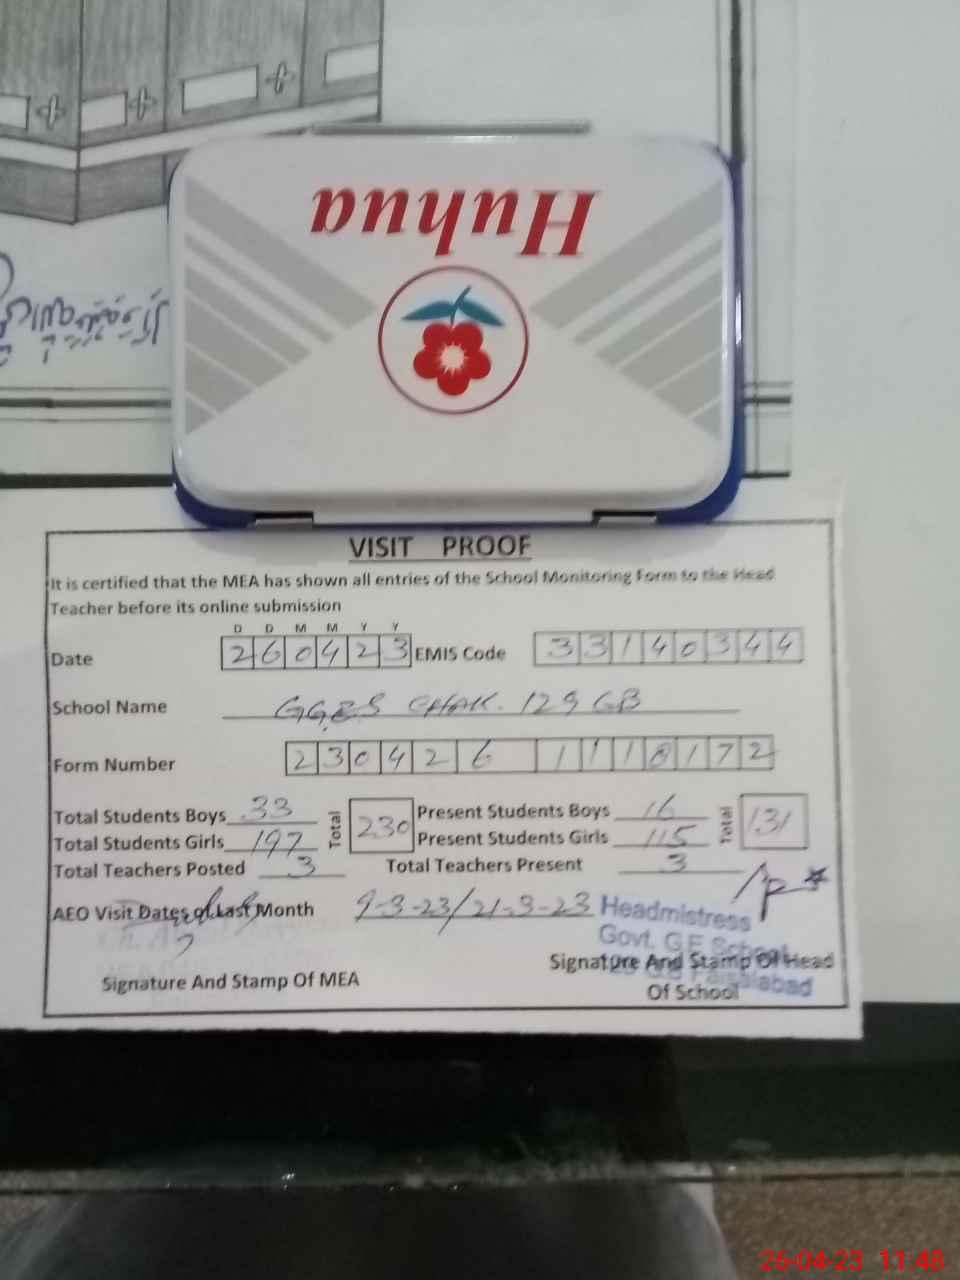 Huhua
VISIT PROOF
It is certified that the MEA has shown all entries of the School Monitoring Form to the Head
Teacher before its online submission
D D M M Y Y
Date 260423 EMIS Code 33140344
School Name GGES CHAK. 129 GB
Form Number 230426 1118172
Total Students Boys 33 Total 230 Present Students Boys 16 Total 131
Total Students Girls 197 Present Students Girls 115
Total Teachers Posted 3 Total Teachers Present 3
AEO Visit Dates of Last Month 9-3-23/21-3-23
Headmistress
Govt. G.E School
Faisalabad
Signature And Stamp Of MEA
Signature And Stamp Of Head
Of School
26-04-23 11:48